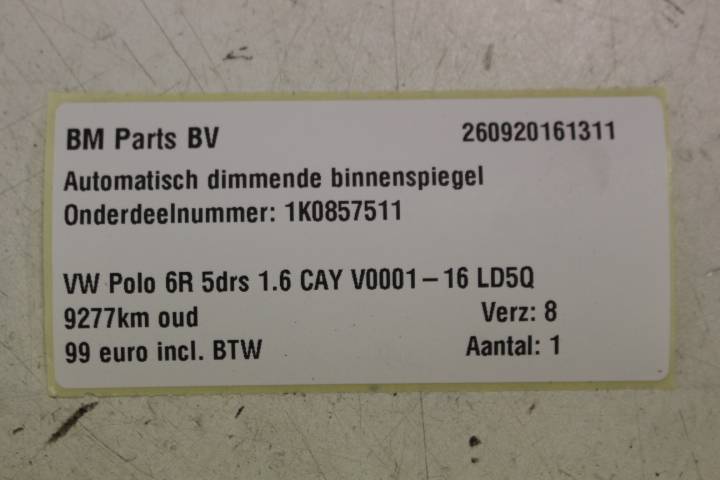 BM Parts BV 260920161311
Automatisch dimmende binnenspiegel
Onderdeelnummer: 1K0857511
VW Polo 6R 5drs 1.6 CAY V0001-16 LD5Q
9277km oud Verz: 8
99 euro incl. BTW Aantal: 1